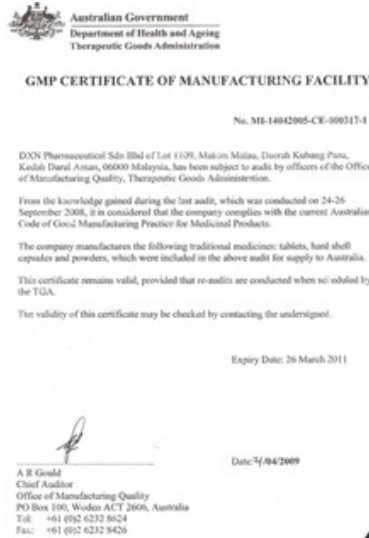 Australian Government
Department of Health and Ageing
Therapeutic Goods Administration
GMP CERTIFICATE OF MANUFACTURING FACILITY
No. MI-14042005-CE-000317-1
DXN Pharmaceutical Sdn Bhd of Lot 1109, Mukim Malau, Daerah Kubang Pasu,
Kedah Darul Aman, 06000 Malaysia, has been subject to audit by officers of the Office
of Manufacturing Quality, Therapeutic Goods Administration.
From the knowledge gained during the last audit, which was conducted on 24-26
September 2008, it is considered that the company complies with the current Australian
Code of Good Manufacturing Practice for Medicinal Products.
The company manufactures the following traditional medicines: tablets, hard shell
capsules and powders, which were included in the above audit for supply to Australia.
This certificate remains valid, provided that re-audits are conducted when scheduled by
the TGA.
The validity of this certificate may be checked by contacting the undersigned.
Expiry Date: 26 March 2011
Date: /04/2009
A R Gould
Chief Auditor
Office of Manufacturing Quality
PO Box 100, Woden ACT 2606, Australia
Tel: +61 (0)2 6232 8624
Fax: +61 (0)2 6232 8426